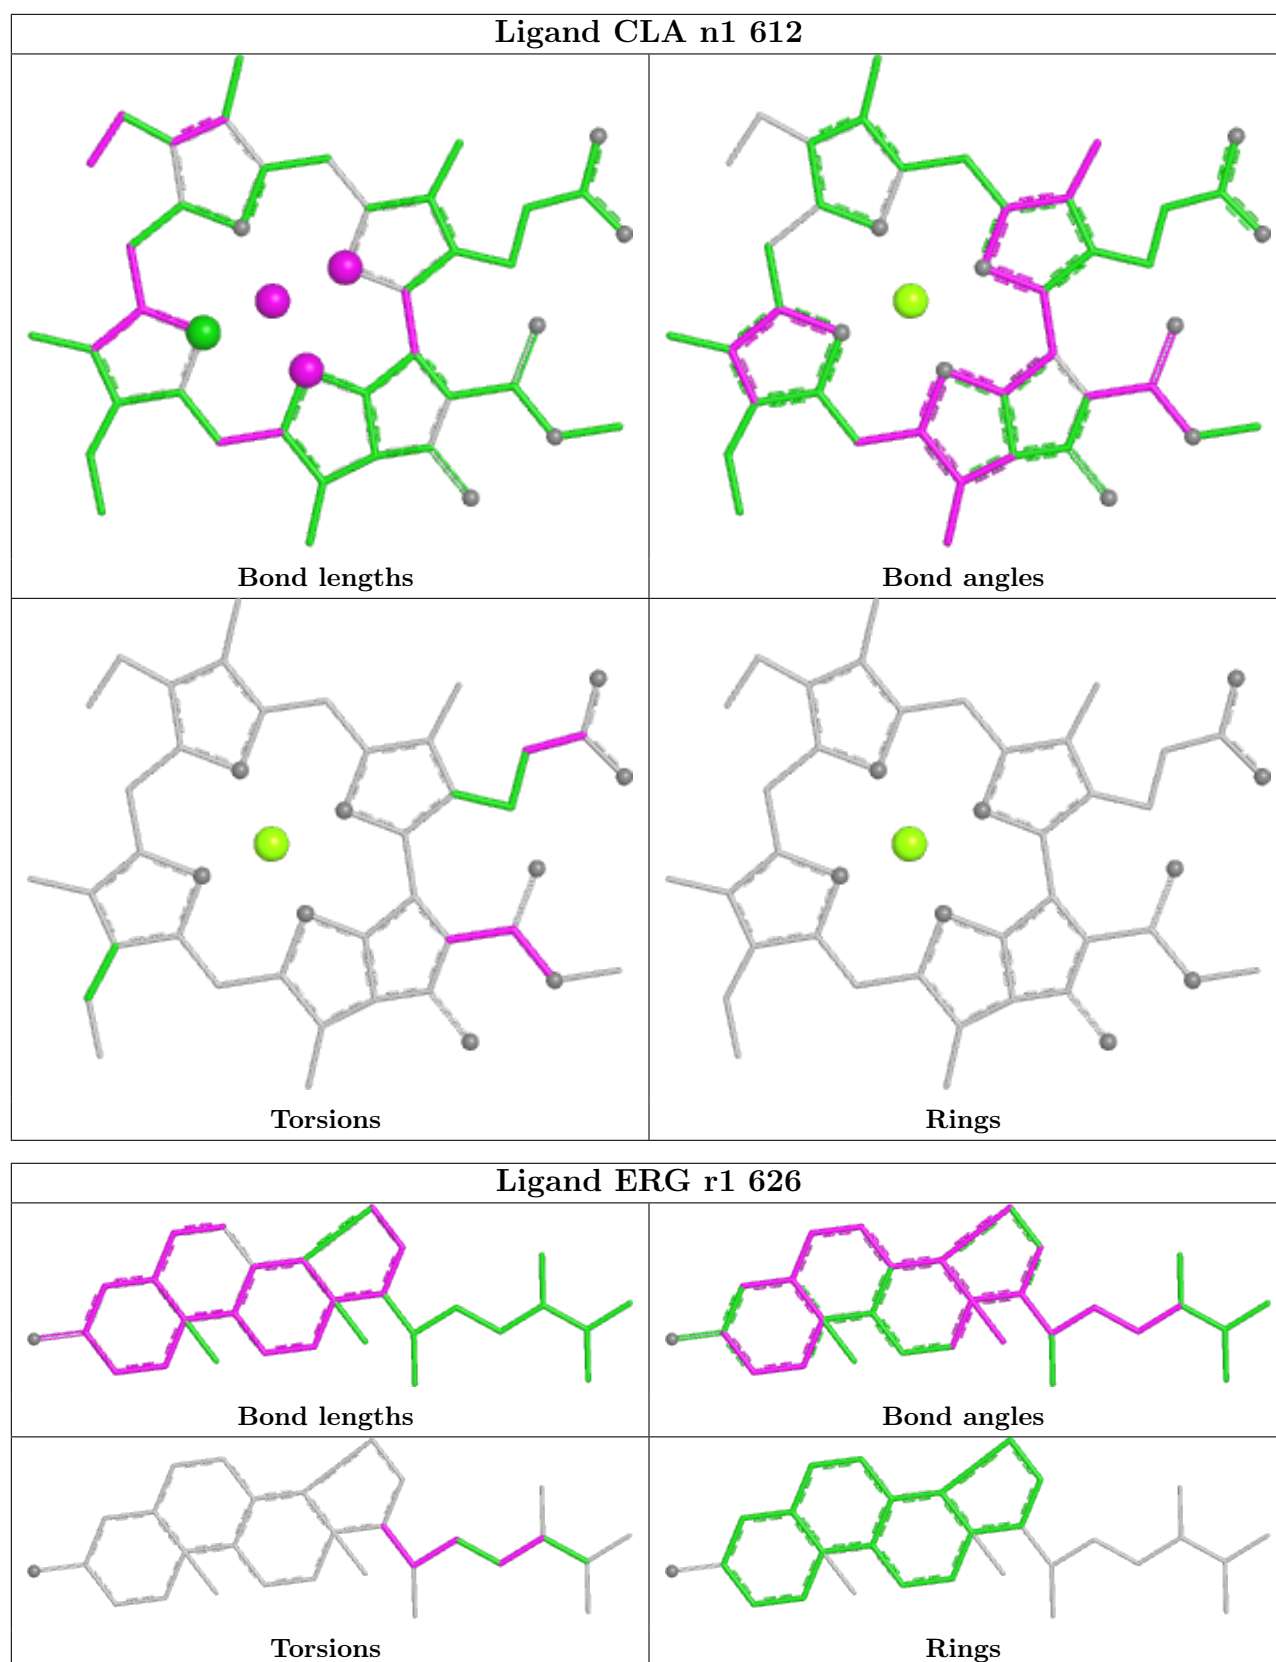 Ligand CLA n1 612
Bond lengths
Bond angles
Torsions
Rings
Ligand ERG r1 626
Bond lengths
Bond angles
Torsions
Rings